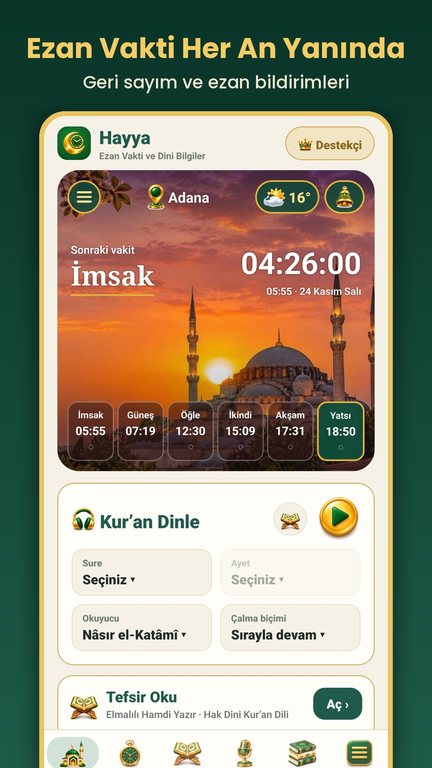 Ezan Vakti Her An Yanında
Geri sayım ve ezan bildirimleri
Hayya
Ezan Vakti ve Dini Bilgiler
Destekçi
Adana
16°
Sonraki vakit
İmsak
04:26:00
05:55 · 24 Kasım Salı
İmsak Güneş Öğle İkindi Akşam Yatsı
05:55 07:19 12:30 15:09 17:31 18:50
Kur’an Dinle
Sure
Seçiniz ▾
Ayet
Seçiniz ▾
Okuyucu
Nâsır el-Katâmî ▾
Çalma biçimi
Sırayla devam ▾
Tefsir Oku
Elmalılı Hamdi Yazır · Hak Dini Kur’an Dili
Aç ›